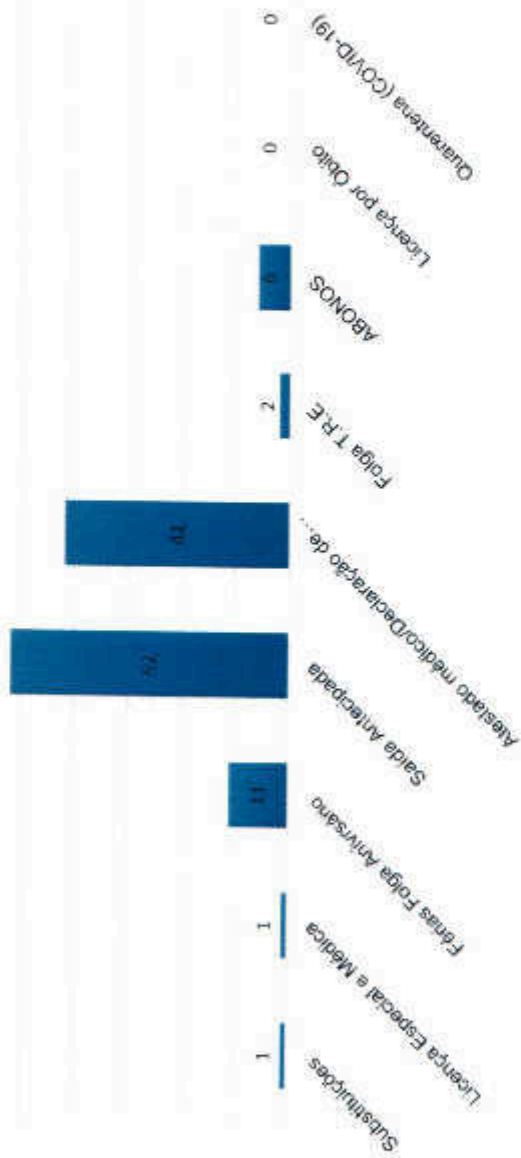 1
1
11
52
42
2
6
0
0
Substituições
Licença Especial e Médica
Férias Folga Anivrsário
Saída Antecipada
Atestado médico/Declaração de...
Folga T.R.E
ABONOS
Licença por Óbito
Quarentena (COVID-19)